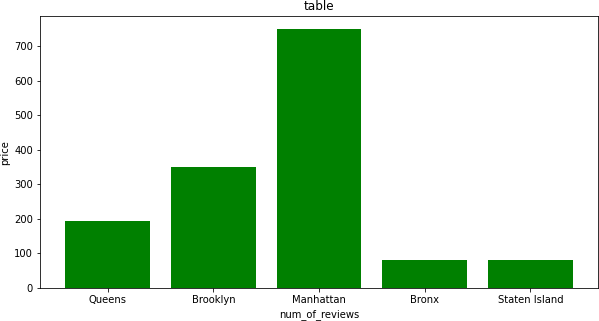 table
price
700
600
500
400
300
200
100
0
Queens Brooklyn Manhattan Bronx Staten Island
num_of_reviews